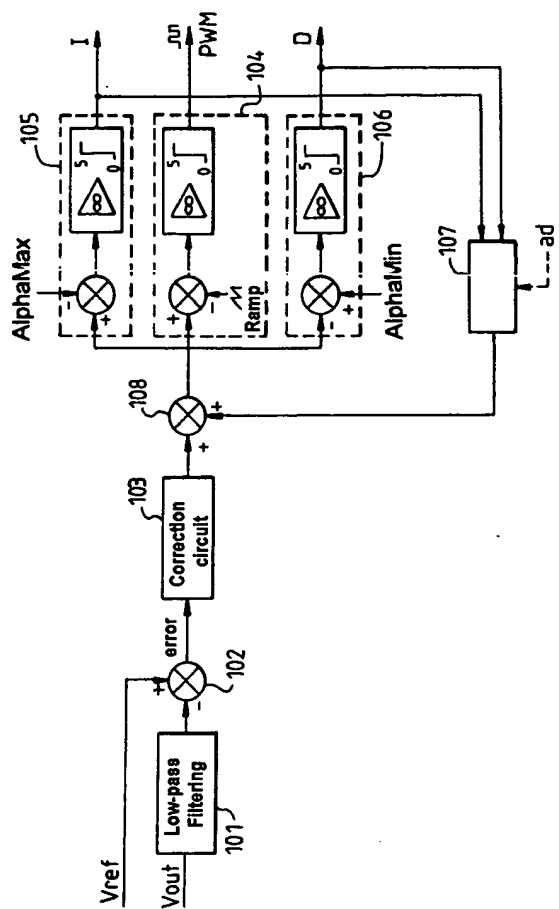 Vref
Vout
Low-pass
Filtering
101
+
-
102
error
103
Correction
circuit
108
+
+
AlphaMax
-
+
105
∞
5
0
I
+
-
Ramp
∞
5
0
PWM
104
-
+
AlphaMin
∞
5
0
106
D
107
ad